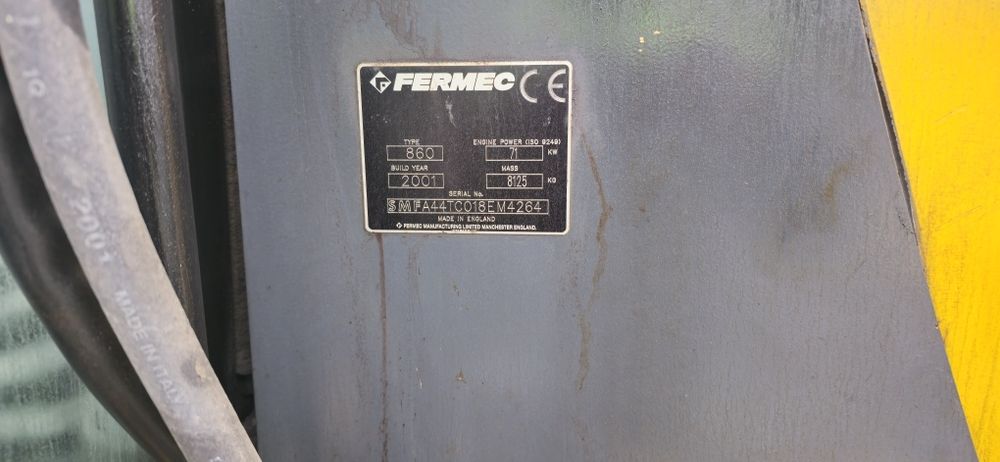 FERMEC CE
TYPE ENGINE POWER (ISO 9249)
860 71 KW
BUILD YEAR MASS
2001 8125 KG
SERIAL No.
SMFA44TC018EM4264
MADE IN ENGLAND
FERMEC MANUFACTURING LIMITED MANCHESTER, ENGLAND.
MADE IN ITALY